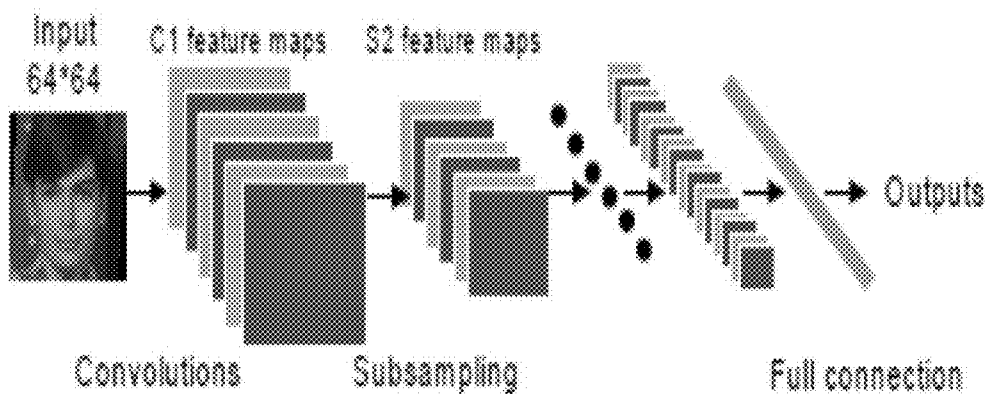 Input
64*64
C1 feature maps
S2 feature maps
Outputs
Convolutions
Subsampling
Full connection